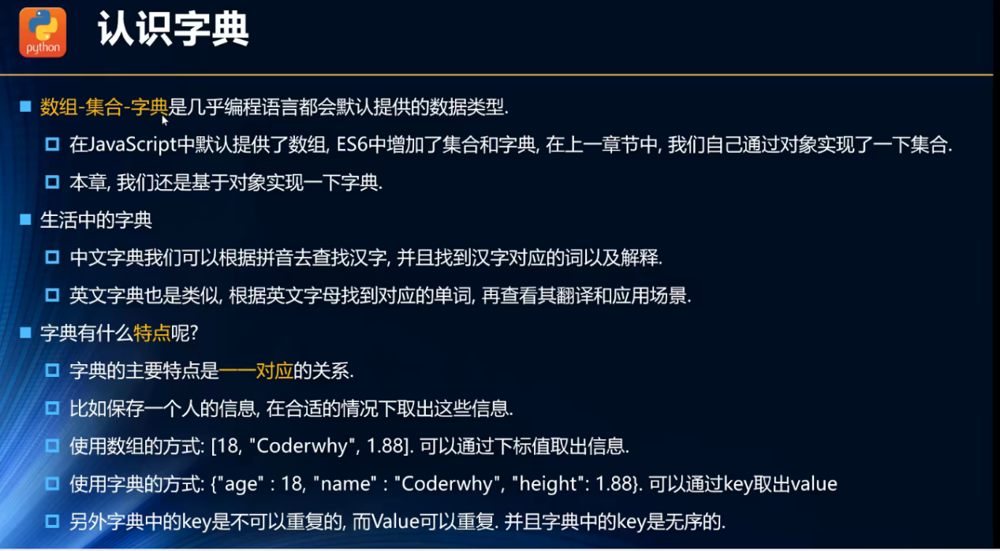 python
认识字典
数组-集合-字典是几乎编程语言都会默认提供的数据类型.
在JavaScript中默认提供了数组, ES6中增加了集合和字典, 在上一章节中, 我们自己通过对象实现了一下集合.
本章, 我们还是基于对象实现一下字典.
生活中的字典
中文字典我们可以根据拼音去查找汉字, 并且找到汉字对应的词以及解释.
英文字典也是类似, 根据英文字母找到对应的单词, 再查看其翻译和应用场景.
字典有什么特点呢?
字典的主要特点是一一对应的关系.
比如保存一个人的信息, 在合适的情况下取出这些信息.
使用数组的方式: [18, "Coderwhy", 1.88]. 可以通过下标值取出信息.
使用字典的方式: {"age" : 18, "name" : "Coderwhy", "height": 1.88}. 可以通过key取出value
另外字典中的key是不可以重复的, 而Value可以重复. 并且字典中的key是无序的.